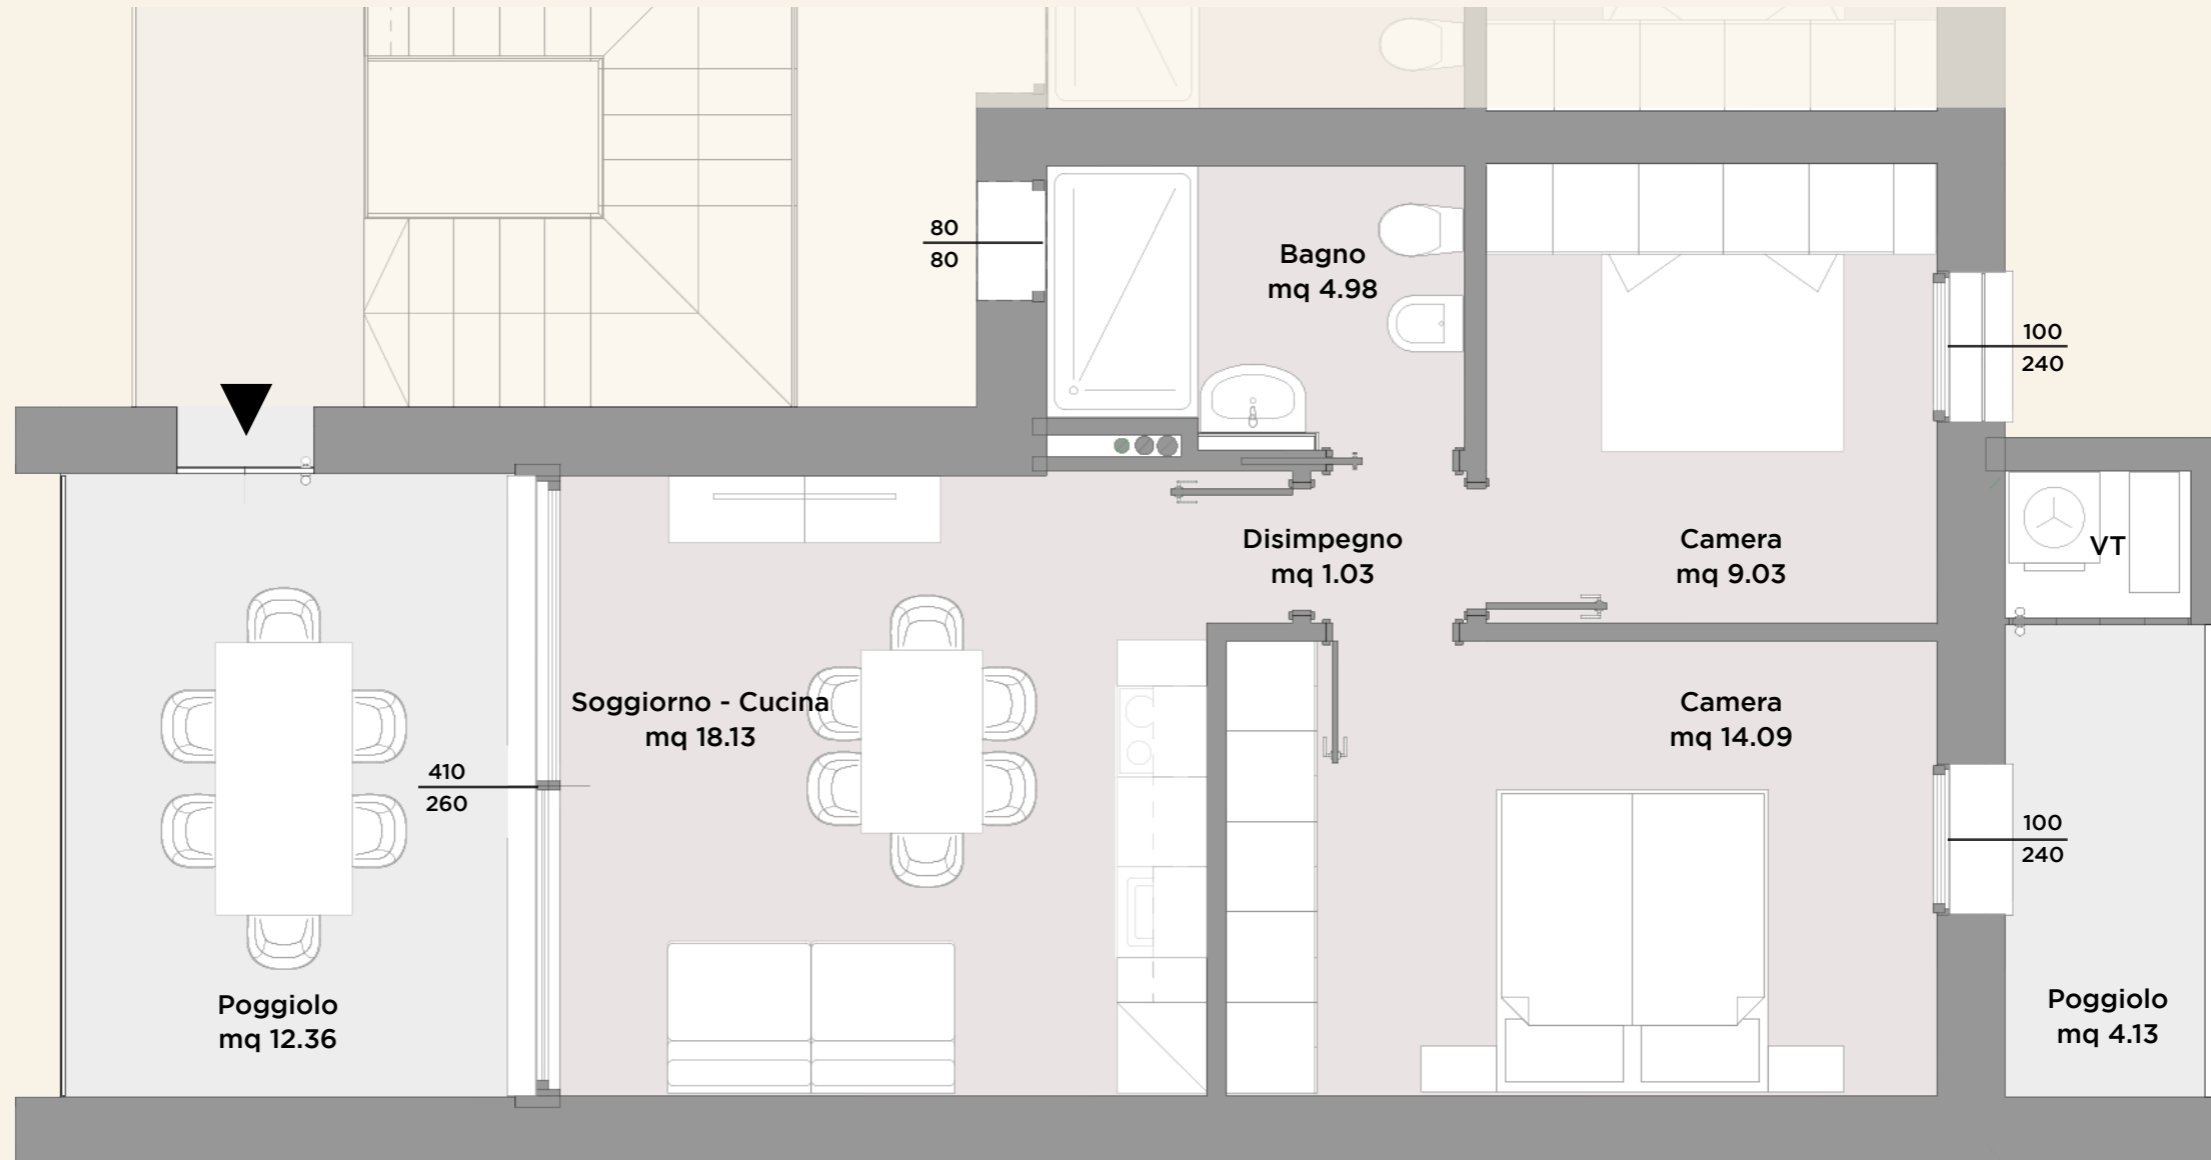 80
80
Bagno
mq 4.98
100
240
Disimpegno
mq 1.03
Camera
mq 9.03
VT
Soggiorno - Cucina
mq 18.13
Camera
mq 14.09
410
260
100
240
Poggiolo
mq 12.36
Poggiolo
mq 4.13